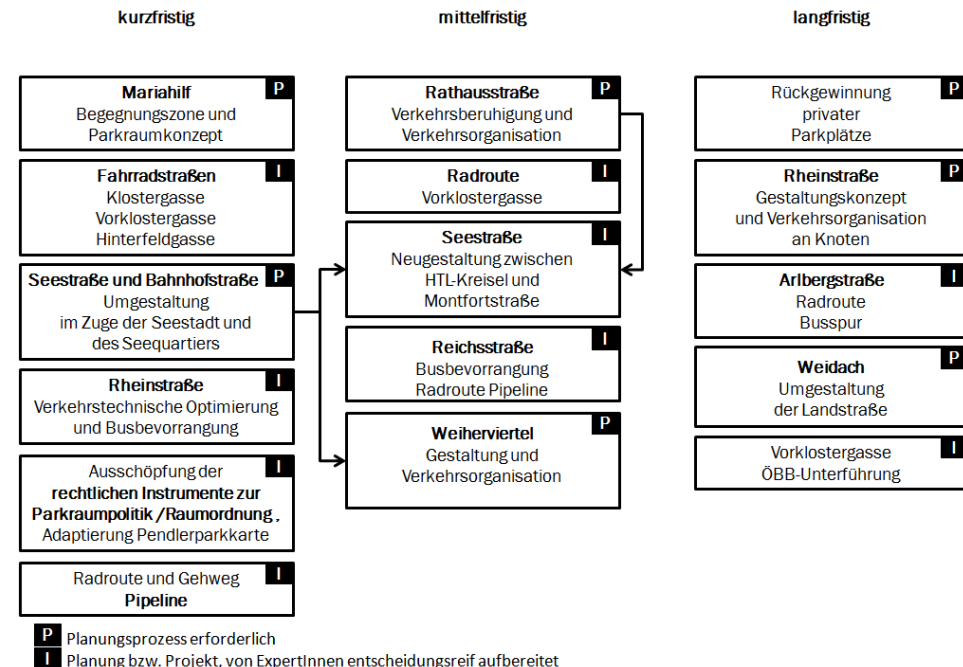 kurzfristig
Mariahilf P
Begegnungszone und
Parkraumkonzept
Fahrradstraßen I
Klostergasse
Vorklostergasse
Hinterfeldgasse
Seestraße und Bahnhofstraße P
Umgestaltung
im Zuge der Seestadt und
des Seequartiers
Rheinstraße I
Verkehrstechnische Optimierung
und Busbevorrangung
Ausschöpfung der I
rechtlichen Instrumente zur
Parkraumpolitik /Raumordnung ,
Adaptierung Pendlerparkkarte
Radroute und Gehweg I
Pipeline
mittelfristig
Rathausstraße P
Verkehrsberuhigung und
Verkehrsorganisation
Radroute I
Vorklostergasse
Seestraße I
Neugestaltung zwischen
HTL-Kreisel und
Montfortstraße
Reichsstraße I
Busbevorrangung
Radroute Pipeline
Weiherviertel P
Gestaltung und
Verkehrsorganisation
langfristig
Rückgewinnung P
privater
Parkplätze
Rheinstraße P
Gestaltungskonzept
und Verkehrsorganisation
an Knoten
Arlbergstraße I
Radroute
Busspur
Weidach P
Umgestaltung
der Landstraße
Vorklostergasse I
ÖBB-Unterführung
P Planungsprozess erforderlich
I Planung bzw. Projekt, von ExpertInnen entscheidungsreif aufbereitet